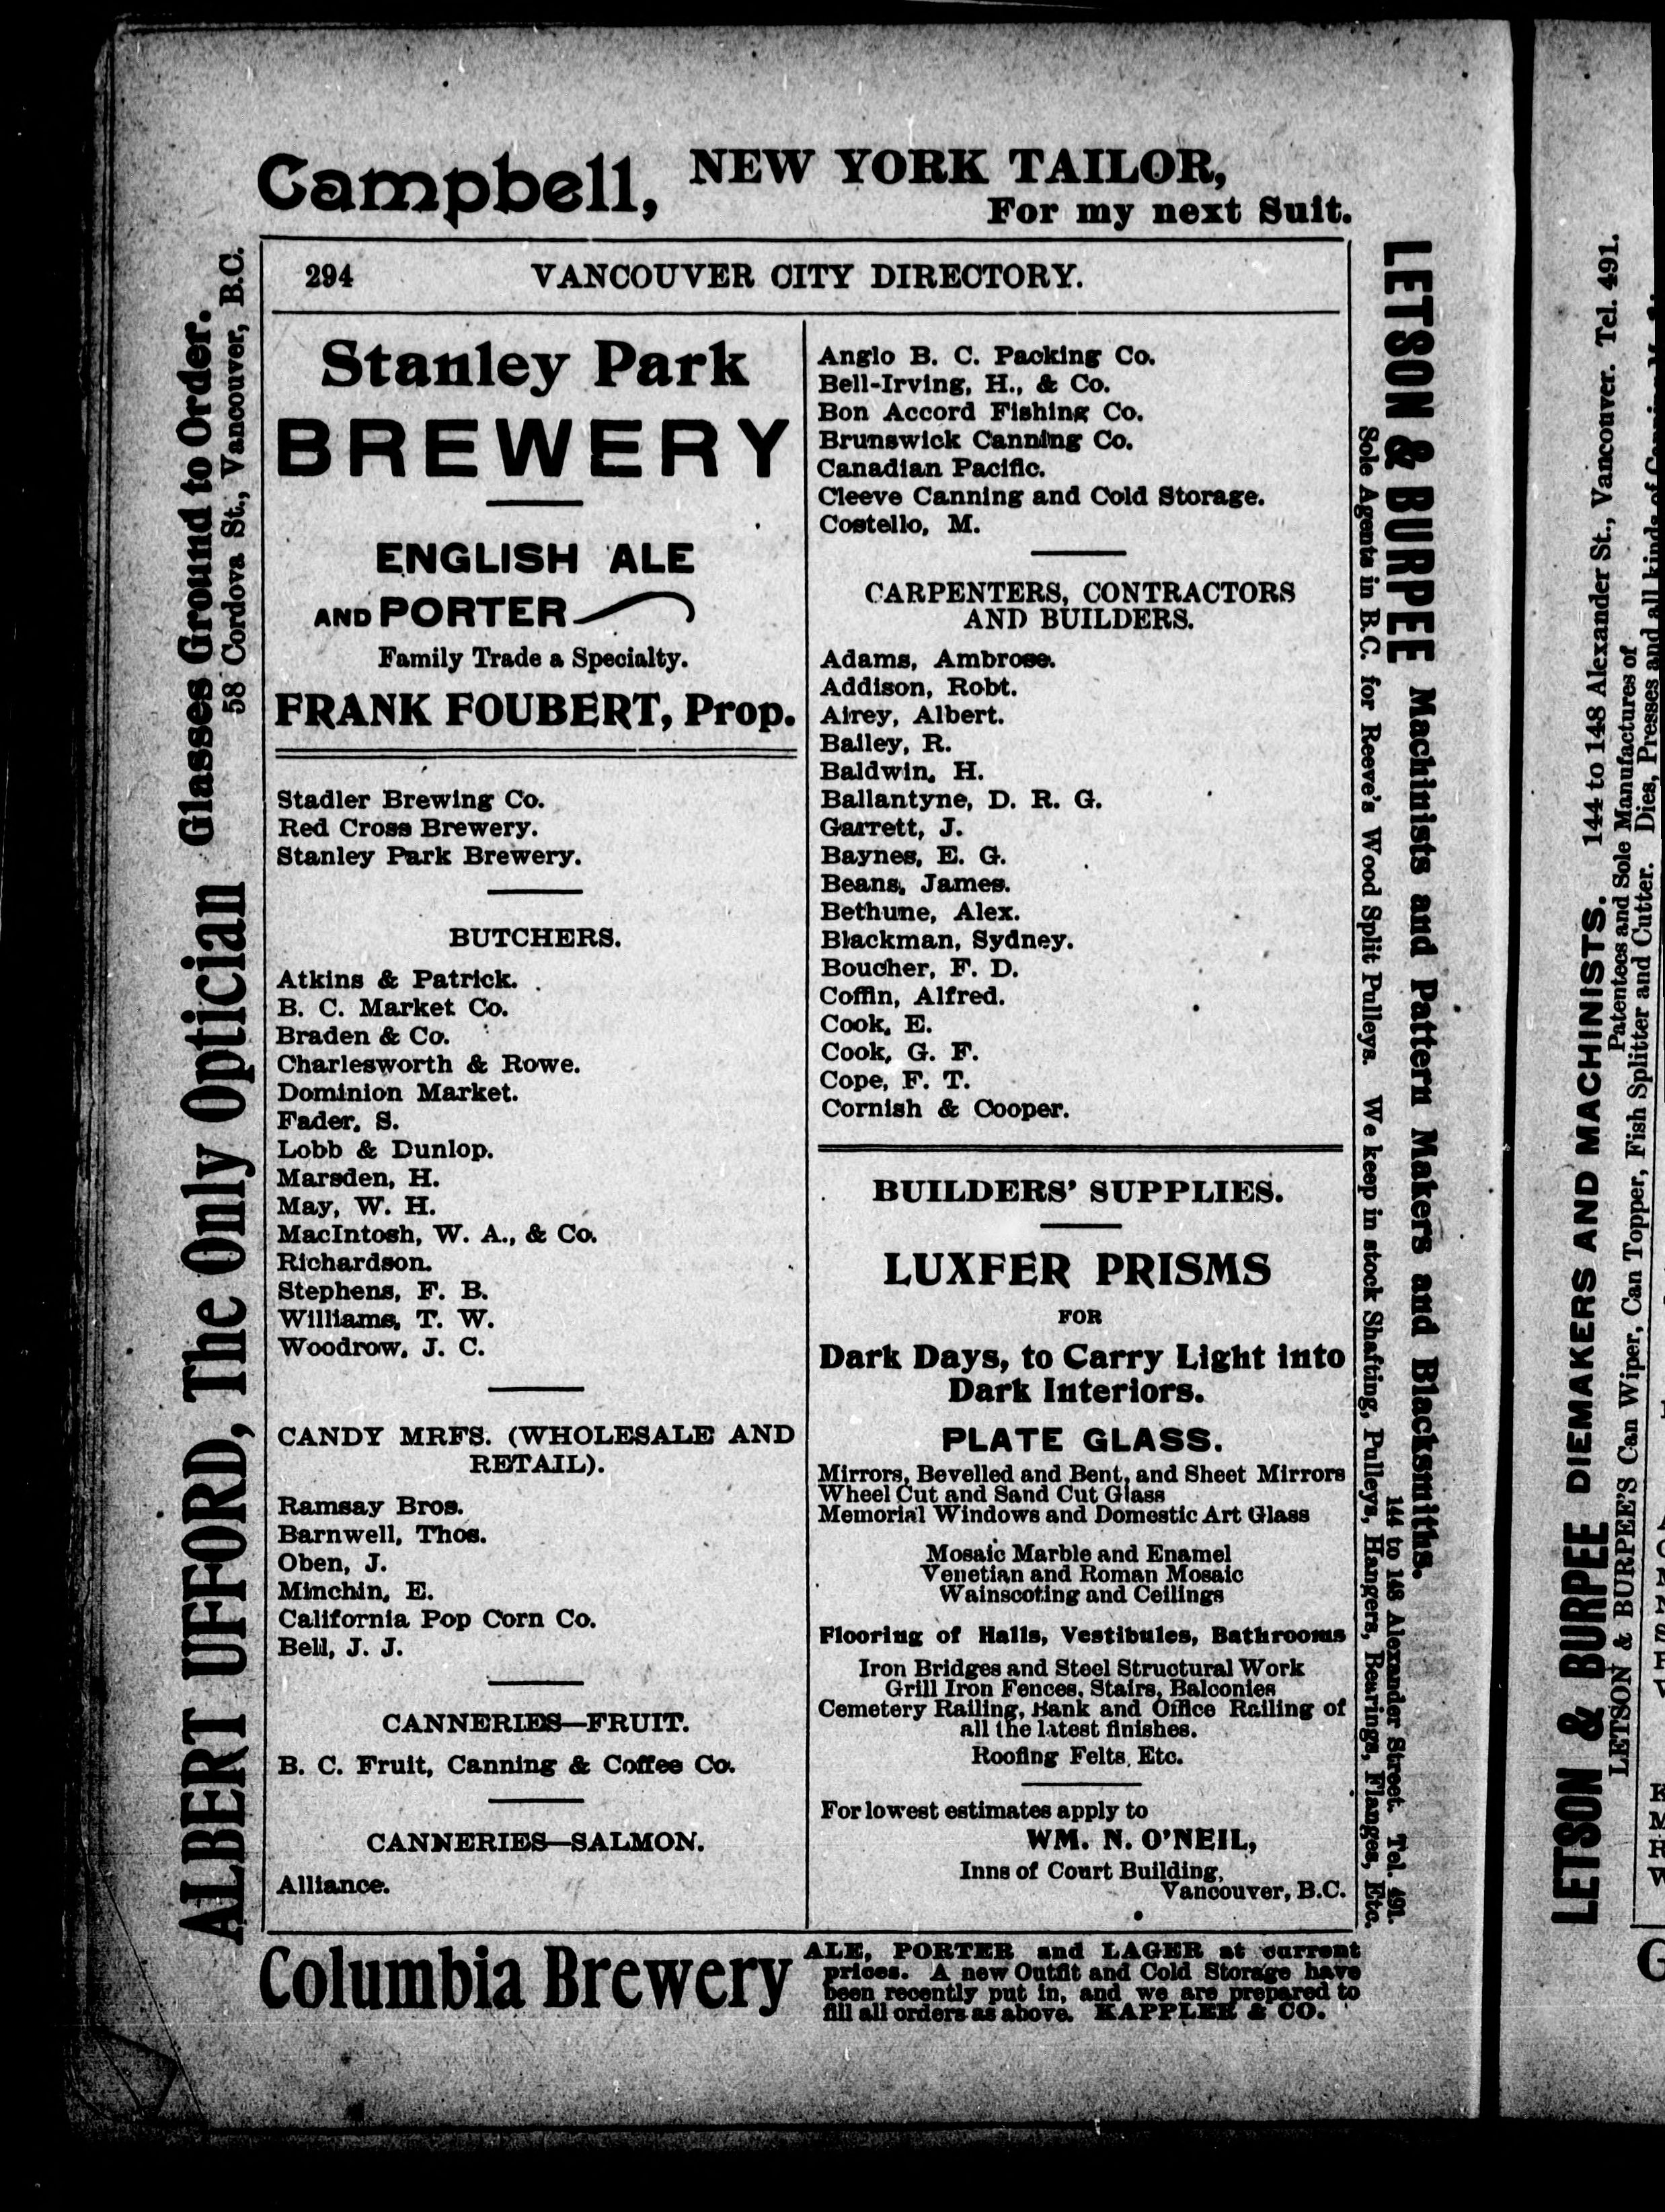 Campbell, NEW YORK TAILOR,
For my next Suit.
294 VANCOUVER CITY DIRECTORY.
Stanley Park
BREWERY
ENGLISH ALE
AND PORTER
Family Trade a Specialty.
FRANK FOUBERT, Prop.
Stadler Brewing Co.
Red Cross Brewery.
Stanley Park Brewery.
BUTCHERS.
Atkins & Patrick.
B. C. Market Co.
Braden & Co.
Charlesworth & Rowe.
Dominion Market.
Fader, S.
Lobb & Dunlop.
Marsden, H.
May, W. H.
MacIntosh, W. A., & Co.
Richardson.
Stephens, F. B.
Williams, T. W.
Woodrow, J. C.
CANDY MRFS. (WHOLESALE AND
RETAIL).
Ramsay Bros.
Barnwell, Thos.
Oben, J.
Minchin, E.
California Pop Corn Co.
Bell, J. J.
CANNERIES—FRUIT.
B. C. Fruit, Canning & Coffee Co.
CANNERIES—SALMON.
Alliance.
Anglo B. C. Packing Co.
Bell-Irving, H., & Co.
Bon Accord Fishing Co.
Brunswick Canning Co.
Canadian Pacific.
Cleeve Canning and Cold Storage.
Costello, M.
CARPENTERS, CONTRACTORS
AND BUILDERS.
Adams, Ambrose.
Addison, Robt.
Airey, Albert.
Bailey, R.
Baldwin, H.
Ballantyne, D. R. G.
Garrett, J.
Baynes, E. G.
Beans, James.
Bethune, Alex.
Blackman, Sydney.
Boucher, F. D.
Coffin, Alfred.
Cook, E.
Cook, G. F.
Cope, F. T.
Cornish & Cooper.
BUILDERS' SUPPLIES.
LUXFER PRISMS
FOR
Dark Days, to Carry Light into
Dark Interiors.
PLATE GLASS.
Mirrors, Bevelled and Bent, and Sheet Mirrors
Wheel Cut and Sand Cut Glass
Memorial Windows and Domestic Art Glass
Mosaic Marble and Enamel
Venetian and Roman Mosaic
Wainscoting and Ceilings
Flooring of Halls, Vestibules, Bathrooms
Iron Bridges and Steel Structural Work
Grill Iron Fences, Stairs, Balconies
Cemetery Railing, Bank and Office Railing of
all the latest finishes.
Roofing Felts, Etc.
For lowest estimates apply to
WM. N. O'NEIL,
Inns of Court Building,
Vancouver, B.C.
Columbia Brewery
ALE, PORTER and LAGER at current
prices. A new Outfit and Cold Storage have
been recently put in, and we are prepared to
fill all orders as above. KAPPLER & CO.
ALBERT UFFORD, The Only Optician Glasses Ground to Order.
58 Cordova St., Vancouver, B.C.
LETSON & BURPEE Machinists and Pattern Makers and Blacksmiths.
144 to 148 Alexander Street. Tel. 491.
Sole Agents in B.C. for Reeve's Wood Split Pulleys. We keep in stock Shafting, Pulleys, Hangers, Bearings, Flanges, Etc.
LETSON & BURPEE DIEMAKERS AND MACHINISTS. 144 to 148 Alexander St., Vancouver. Tel. 491.
Patentees and Sole Manufactures of
LETSON & BURPEE'S Can Wiper, Can Topper, Fish Splitter and Cutter. Dies, Presses and all kinds of